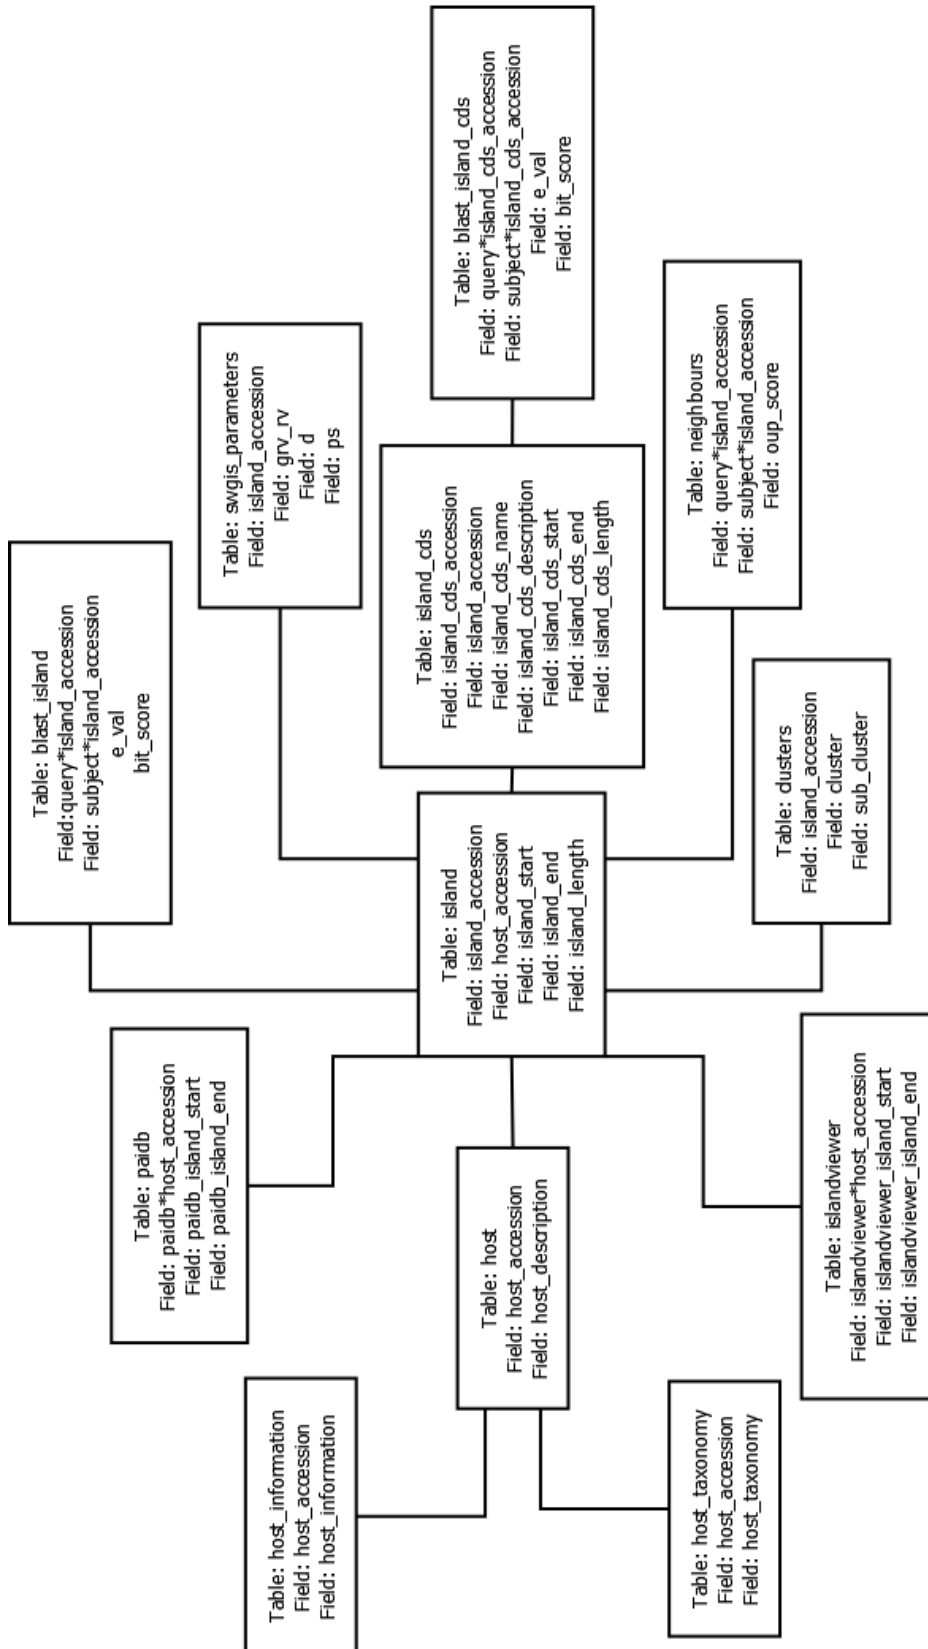 Table: host_information
Field: host_accession
Field: host_information
Table: host_taxonomy
Field: host_accession
Field: host_taxonomy
Table: paidb
Field: paidb*host_accession
Field: paidb_island_start
Field: paidb_island_end
Table: host
Field: host_accession
Field: host_description
Table: islandviewer
Field: islandviewer*host_accession
Field: islandviewer_island_start
Field: islandviewer_island_end
Table: blast_island
Field:query*island_accession
Field: subject*island_accession
e_val
bit_score
Table: island
Field: island_accession
Field: host_accession
Field: island_start
Field: island_end
Field: island_length
Table: clusters
Field: island_accession
Field: cluster
Field: sub_cluster
Table: swgis_parameters
Field: island_accession
Field: grv_rv
Field: d
Field: ps
Table: island_cds
Field: island_cds_accession
Field: island_accession
Field: island_cds_name
Field: island_cds_description
Field: island_cds_start
Field: island_cds_end
Field: island_cds_length
Table: neighbours
Field: query*island_accession
Field: subject*island_accession
Field: oup_score
Table: blast_island_cds
Field: query*island_cds_accession
Field: subject*island_cds_accession
Field: e_val
Field: bit_score